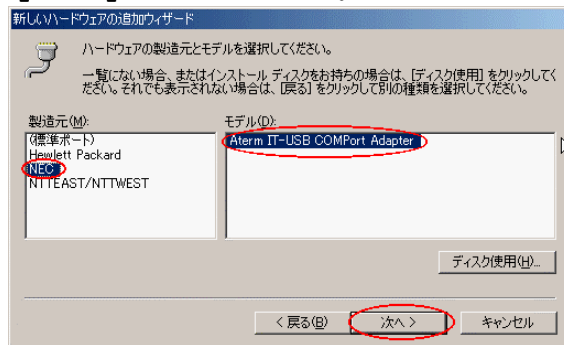 新しいハードウェアの追加ウィザード
ハードウェアの製造元とモデルを選択してください。
一覧にない場合、またはインストール ディスクをお持ちの場合は、[ディスク使用] をクリックしてく
ださい。それでも表示されない場合は、[戻る] をクリックして別の種類を選択してください。
製造元(M):
モデル(D):
(標準ポート)
Hewlett Packard
NEC
NTTEAST/NTTWEST
Aterm IT-USB COMPort Adapter
ディスク使用(H)...
< 戻る(B)
次へ >
キャンセル